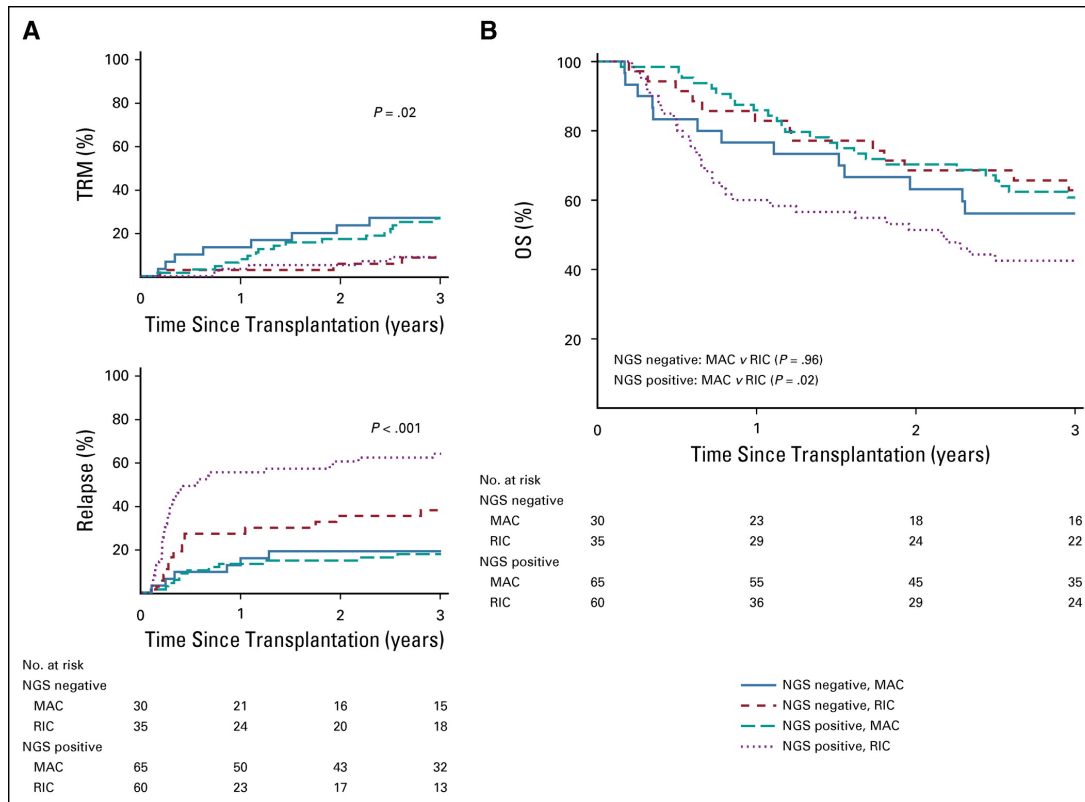 A
100
80
60
40
20
TRM (%)
P = .02
0 1 2 3
Time Since Transplantation (years)
100
80
60
40
20
Relapse (%)
P < .001
0 1 2 3
Time Since Transplantation (years)
No. at risk
NGS negative
MAC 30 21 16 15
RIC 35 24 20 18
NGS positive
MAC 65 50 43 32
RIC 60 23 17 13
B
100
80
60
40
20
OS (%)
NGS negative: MAC v RIC (P = .96)
NGS positive: MAC v RIC (P = .02)
0 1 2 3
Time Since Transplantation (years)
No. at risk
NGS negative
MAC 30 23 18 16
RIC 35 29 24 22
NGS positive
MAC 65 55 45 35
RIC 60 36 29 24
NGS negative, MAC
NGS negative, RIC
NGS positive, MAC
NGS positive, RIC